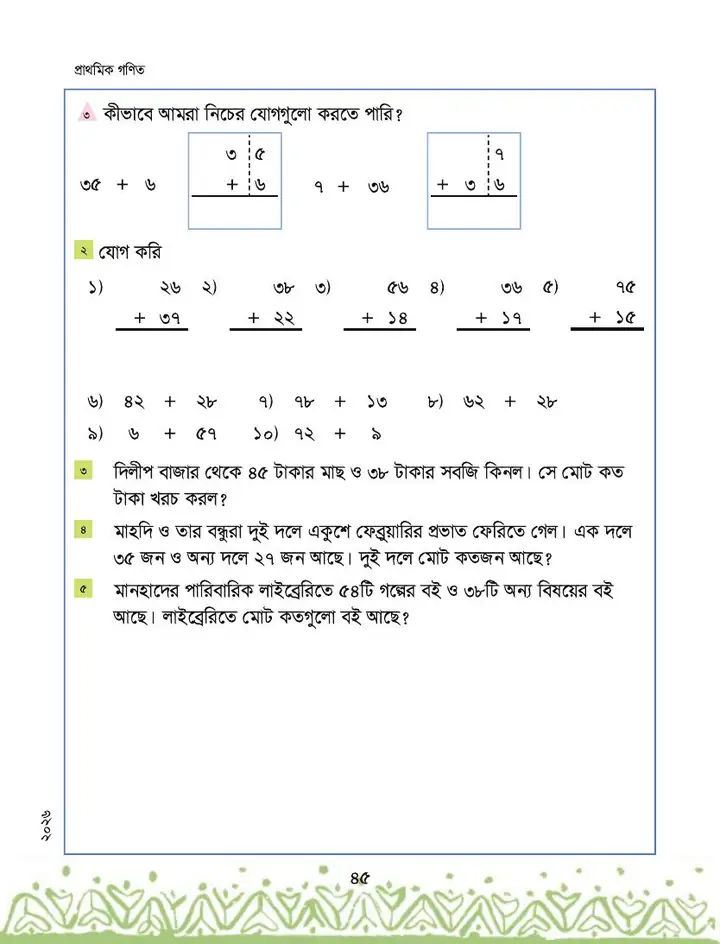 প্রাথমিক গণিত
৩ কীভাবে আমরা নিচের যোগগুলো করতে পারি?
৩৫ + ৬
৩ ৫
+ ৬
৭ + ৩৬
৭
+ ৩ ৬
২ যোগ করি
১) ২৬ ২) ৩৮ ৩) ৫৬ ৪) ৩৬ ৫) ৭৫
+ ৩৭ + ২২ + ১৪ + ১৭ + ১৫
৬) ৪২ + ২৮ ৭) ৭৮ + ১৩ ৮) ৬২ + ২৮
৯) ৬ + ৫৭ ১০) ৭২ + ৯
৩ দিলীপ বাজার থেকে ৪৫ টাকার মাছ ও ৩৮ টাকার সবজি কিনল। সে মোট কত
টাকা খরচ করল?
৪ মাহদি ও তার বন্ধুরা দুই দলে একুশে ফেব্রুয়ারির প্রভাত ফেরিতে গেল। এক দলে
৩৫ জন ও অন্য দলে ২৭ জন আছে। দুই দলে মোট কতজন আছে?
৫ মানহাদের পারিবারিক লাইব্রেরিতে ৫৪টি গল্পের বই ও ৩৮টি অন্য বিষয়ের বই
আছে। লাইব্রেরিতে মোট কতগুলো বই আছে?
২০২৬
৪৫